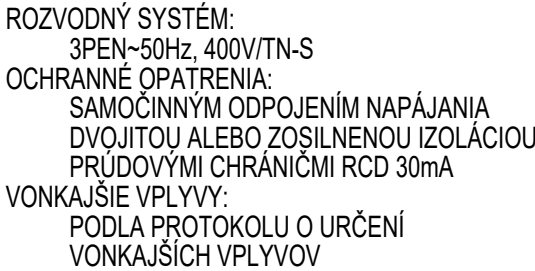 ROZVODNÝ SYSTÉM:
3PEN~50Hz, 400V/TN-S
OCHRANNÉ OPATRENIA:
SAMOČINNÝM ODPOJENÍM NAPÁJANIA
DVOJITOU ALEBO ZOSILNENOU IZOLÁCIOU
PRÚDOVÝMI CHRÁNIČMI RCD 30mA
VONKAJŠIE VPLYVY:
PODLA PROTOKOLU O URČENÍ
VONKAJŠÍCH VPLYVOV